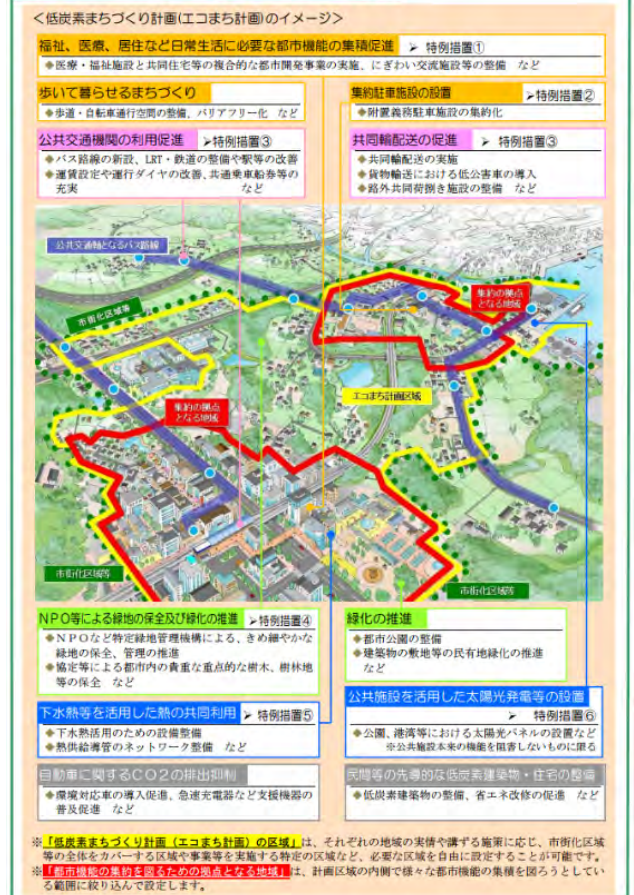 ＜低炭素まちづくり計画(エコまち計画)のイメージ＞
福祉、医療、居住など日常生活に必要な都市機能の集積促進 ➢ 特例措置①
◆医療・福祉施設と共同住宅等の複合的な都市開発事業の実施、にぎわい交流施設等の整備 など
歩いて暮らせるまちづくり
◆歩道・自転車通行空間の整備、バリアフリー化 など
集約駐車施設の設置 ➢特例措置②
◆附置義務駐車施設の集約化
公共交通機関の利用促進 ➢特例措置③
◆バス路線の新設、LRT・鉄道の整備や駅等の改善
◆運賃設定や運行ダイヤの改善、共通乗車船券等の
充実 など
共同輸配送の促進 ➢特例措置③
◆共同輸配送の実施
◆貨物輸送における低公害車の導入
◆路外共同荷捌き施設の整備 など
公共交通軸となるバス路線
市街化区域等
集約の拠点
となる地域
エコまち計画区域
集約の拠点
となる地域
市街化区域等
市街化区域等
NPO等による緑地の保全及び緑化の推進 ➢特例措置④
◆NPOなど特定緑地管理機構による、きめ細やかな
緑地の保全、管理の推進
◆協定等による都市内の貴重な重点的な樹木、樹林地
等の保全 など
緑化の推進
◆都市公園の整備
◆建築物の敷地等の民有地緑化の推進
など
下水熱等を活用した熱の共同利用 ➢ 特例措置⑤
◆下水熱活用のための設備整備
◆熱供給導管のネットワーク整備 など
公共施設を活用した太陽光発電等の設置
➢ 特例措置⑥
◆公園、港湾等における太陽光パネルの設置など
※公共施設本来の機能を阻害しないものに限る
自動車に関するCO2の排出抑制
◆環境対応車の導入促進、急速充電器など支援機器の
普及促進 など
民間等の先導的な低炭素建築物・住宅の整備
◆低炭素建築物の整備、省エネ改修の促進 など
※「低炭素まちづくり計画（エコまち計画）の区域」は、それぞれの地域の実情や講ずる施策に応じ、市街化区域
等の全体をカバーする区域や事業等を実施する特定の区域など、必要な区域を自由に設定することが可能です。
※「都市機能の集約を図るための拠点となる地域」は、計画区域の内側で様々な都市機能の集積を図ろうとしてい
る範囲に絞り込んで設定します。